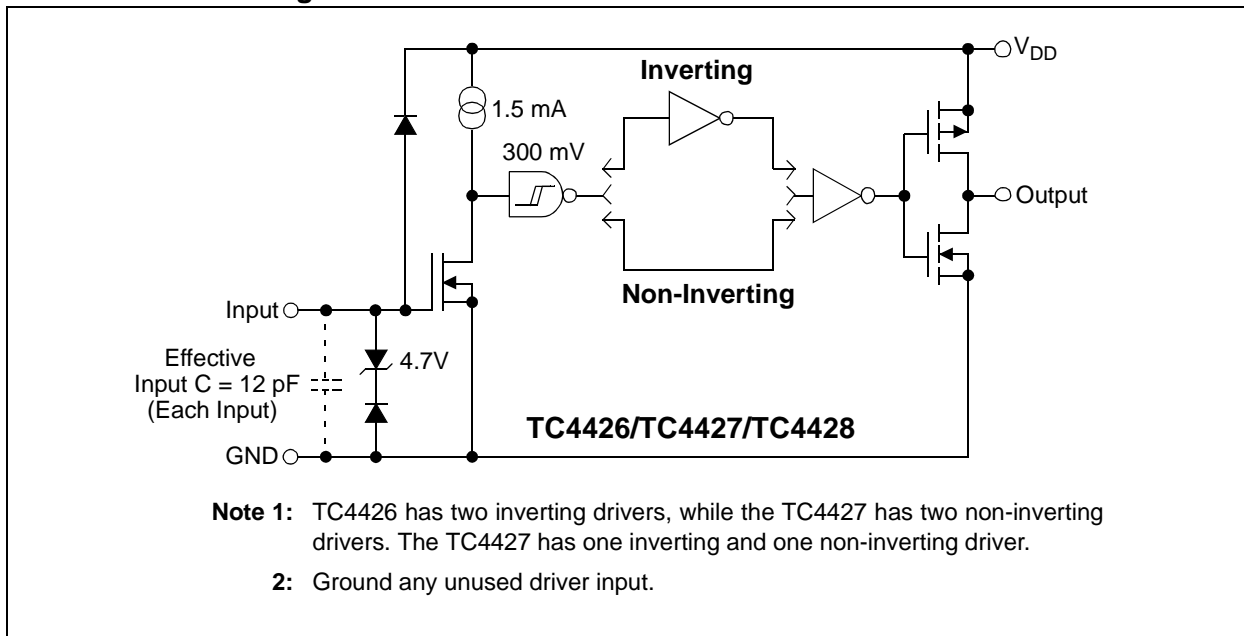 V_DD
Inverting
1.5 mA
300 mV
Output
Non-Inverting
Input
Effective
Input C = 12 pF
(Each Input)
4.7V
TC4426/TC4427/TC4428
GND
Note 1: TC4426 has two inverting drivers, while the TC4427 has two non-inverting
drivers. The TC4427 has one inverting and one non-inverting driver.
2: Ground any unused driver input.